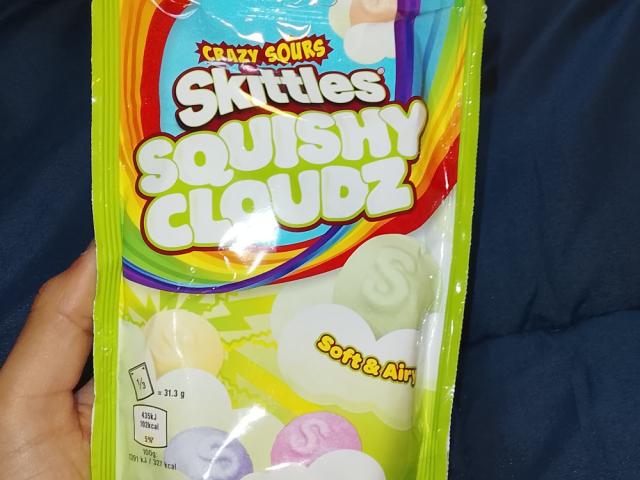 CRAZY SOURS
Skittles
SQUISHY
CLOUDZ
Soft & Airy
1/3 = 31.3 g
435kJ
102kcal
5%*
100g:
1391 kJ / 327 kcal